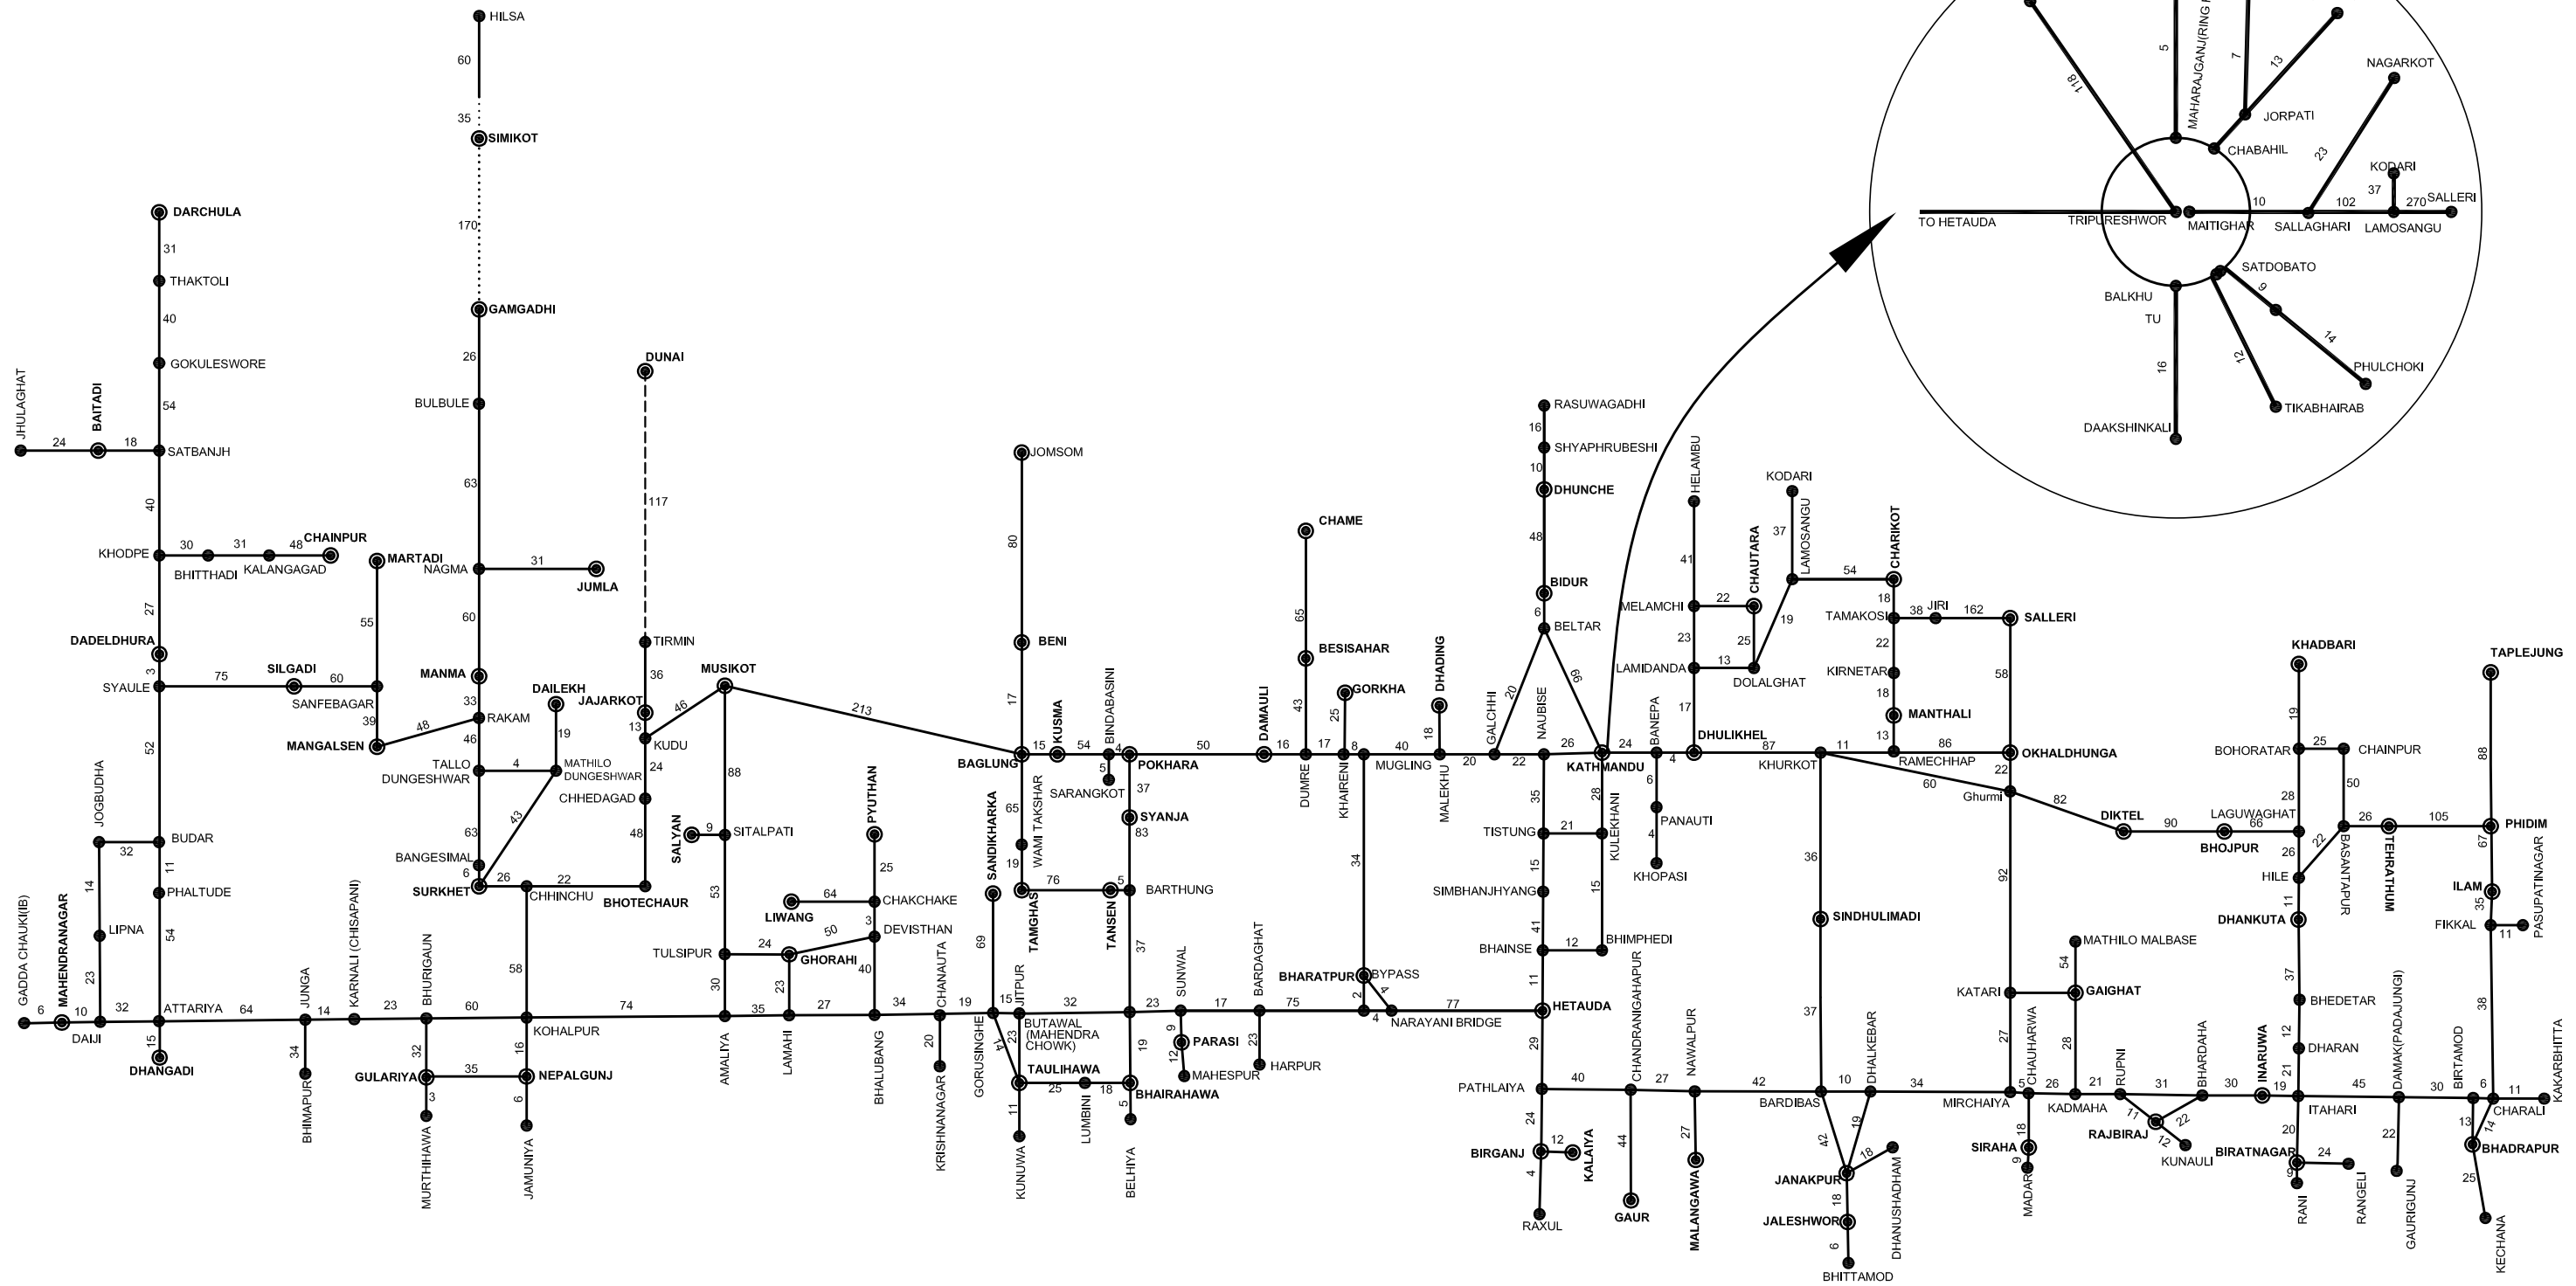 HILSA
60
35
SIMIKOT
170
GAMGADHI
26
BULBULE
63
NAGMA
31
JUMLA
60
MANMA
33
RAKAM
46
48
TALLO
DUNGESHWAR
4
MATHILO
DUNGESHWAR
19
DAILEKH
43
63
BANGESIMAL
6
SURKHET
26
CHHINCHU
22
BHOTECHAUR
DARCHULA
31
THAKTOLI
40
GOKULESWORE
54
SATBANJH
JHULAGHAT
24
BAITADI
18
40
KHODPE
30
BHITTHADI
31
KALANGAGAD
48
CHAINPUR
27
DADELDHURA
3
SYAULE
75
SILGADI
60
SANFEBAGAR
MARTADI
55
39
MANGALSEN
52
JOGBUDHA
32
BUDAR
14
LIPNA
23
11
PHALTUDE
54
GADDA CHAUKI(IB)
6
MAHENDRANAGAR
10
DAIJI
32
ATTARIYA
15
DHANGADI
64
JUNGA
34
BHIMAPUR
14
KARNALI (CHISAPANI)
23
BHURIGAUN
32
GULARIYA
3
MURTHIHAWA
35
60
58
KOHALPUR
16
NEPALGUNJ
6
JAMUNIYA
74
DUNAI
117
TIRMIN
36
JAJARKOT
13
KUDU
46
24
CHHEDAGAD
48
MUSIKOT
213
88
SALYAN
9
SITALPATI
53
TULSIPUR
24
GHORAHI
30
AMALIYA
35
23
LAMAHI
27
PYUTHAN
25
CHAKCHAKE
64
LIWANG
3
DEVISTHAN
50
40
BHALUBANG
34
CHANAUTA
20
KRISHNANAGAR
19
GORUSINGHE
69
SANDIKHARKA
15
JITPUR
14
23
BUTAWAL
(MAHENDRA
CHOWK)
32
TAULIHAWA
11
KUNUWA
25
LUMBINI
18
BHAIRAHAWA
19
5
BELHIYA
JOMSOM
80
BENI
17
BAGLUNG
15
KUSMA
54
BINDABASINI
4
5
SARANGKOT
POKHARA
65
WAMI TAKSHAR
19
TAMGHAS
76
TANSEN
5
BARTHUNG
37
SYANJA
83
37
23
SUNWAL
9
PARASI
12
MAHESPUR
17
BARDAGHAT
23
HARPUR
75
50
DAMAULI
16
DUMRE
43
BESISAHAR
65
CHAME
17
KHAIRENI
25
GORKHA
8
MUGLING
40
34
BHARATPUR
BYPASS
2
4
4
NARAYANI BRIDGE
77
MALEKHU
18
DHADING
20
GALCHHI
20
22
NAUBISE
26
KATHMANDU
RASUWAGADHI
16
SHYAPHRUBESHI
10
DHUNCHE
48
BIDUR
6
BELTAR
66
35
TISTUNG
21
28
KULEKHANI
15
SIMBHANJHYANG
15
41
BHAINSE
12
BHIMPHEDI
11
HETAUDA
29
PATHLAIYA
24
BIRGANJ
12
KALAIYA
4
RAXUL
40
CHANDRANIGAHAPUR
44
GAUR
27
NAWALPUR
27
MALANGAWA
42
BARDIBAS
24
BANEPA
6
PANAUTI
4
KHOPASI
4
DHULIKHEL
17
LAMIDANDA
23
MELAMCHI
41
HELAMBU
22
CHAUTARA
25
13
DOLALGHAT
19
KODARI
37
LAMOSANGU
54
CHARIKOT
18
TAMAKOSI
38
JIRI
162
SALLERI
22
KIRNETAR
18
MANTHALI
13
58
87
KHURKOT
11
RAMECHHAP
86
OKHALDHUNGA
60
22
Ghurmi
82
36
SINDHULIMADI
37
10
DHALKEBAR
42
19
JANAKPUR
18
DHANUSHADHAM
18
JALESHWOR
6
BHITTAMOD
34
MIRCHAIYA
92
KATARI
27
5
CHAUHARWA
18
SIRAHA
9
MADAR
26
KADMAHA
MATHILO MALBASE
54
GAIGHAT
28
21
RUPNI
31
11
RAJBIRAJ
22
12
KUNAULI
BHARDAHA
30
INARUWA
19
ITAHARI
DIKTEL
90
BHOJPUR
66
LAGUWAGHAT
KHADBARI
19
BOHORATAR
25
CHAINPUR
28
50
26
22
BASANTAPUR
HILE
11
DHANKUTA
37
BHEDETAR
12
DHARAN
21
20
BIRATNAGAR
24
RANGELI
9
RANI
45
DAMAK(PADAJUNGI)
22
GAURIGUNJ
30
BIRTAMOD
6
CHARALI
11
KAKARBHITTA
13
14
BHADRAPUR
25
KECHANA
26
TEHRATHUM
105
TAPLEJUNG
88
PHIDIM
67
ILAM
35
FIKKAL
11
PASUPATINAGAR
38
118
5
MAHARAJGANJ(RING
7
13
JORPATI
CHABAHIL
NAGARKOT
23
KODARI
37
SALLERI
TO HETAUDA
TRIPURESHWOR
MAITIGHAR
10
SALLAGHARI
102
LAMOSANGU
270
SATDOBATO
BALKHU
TU
16
DAAKSHINKALI
9
14
PHULCHOKI
12
TIKABHAIRAB